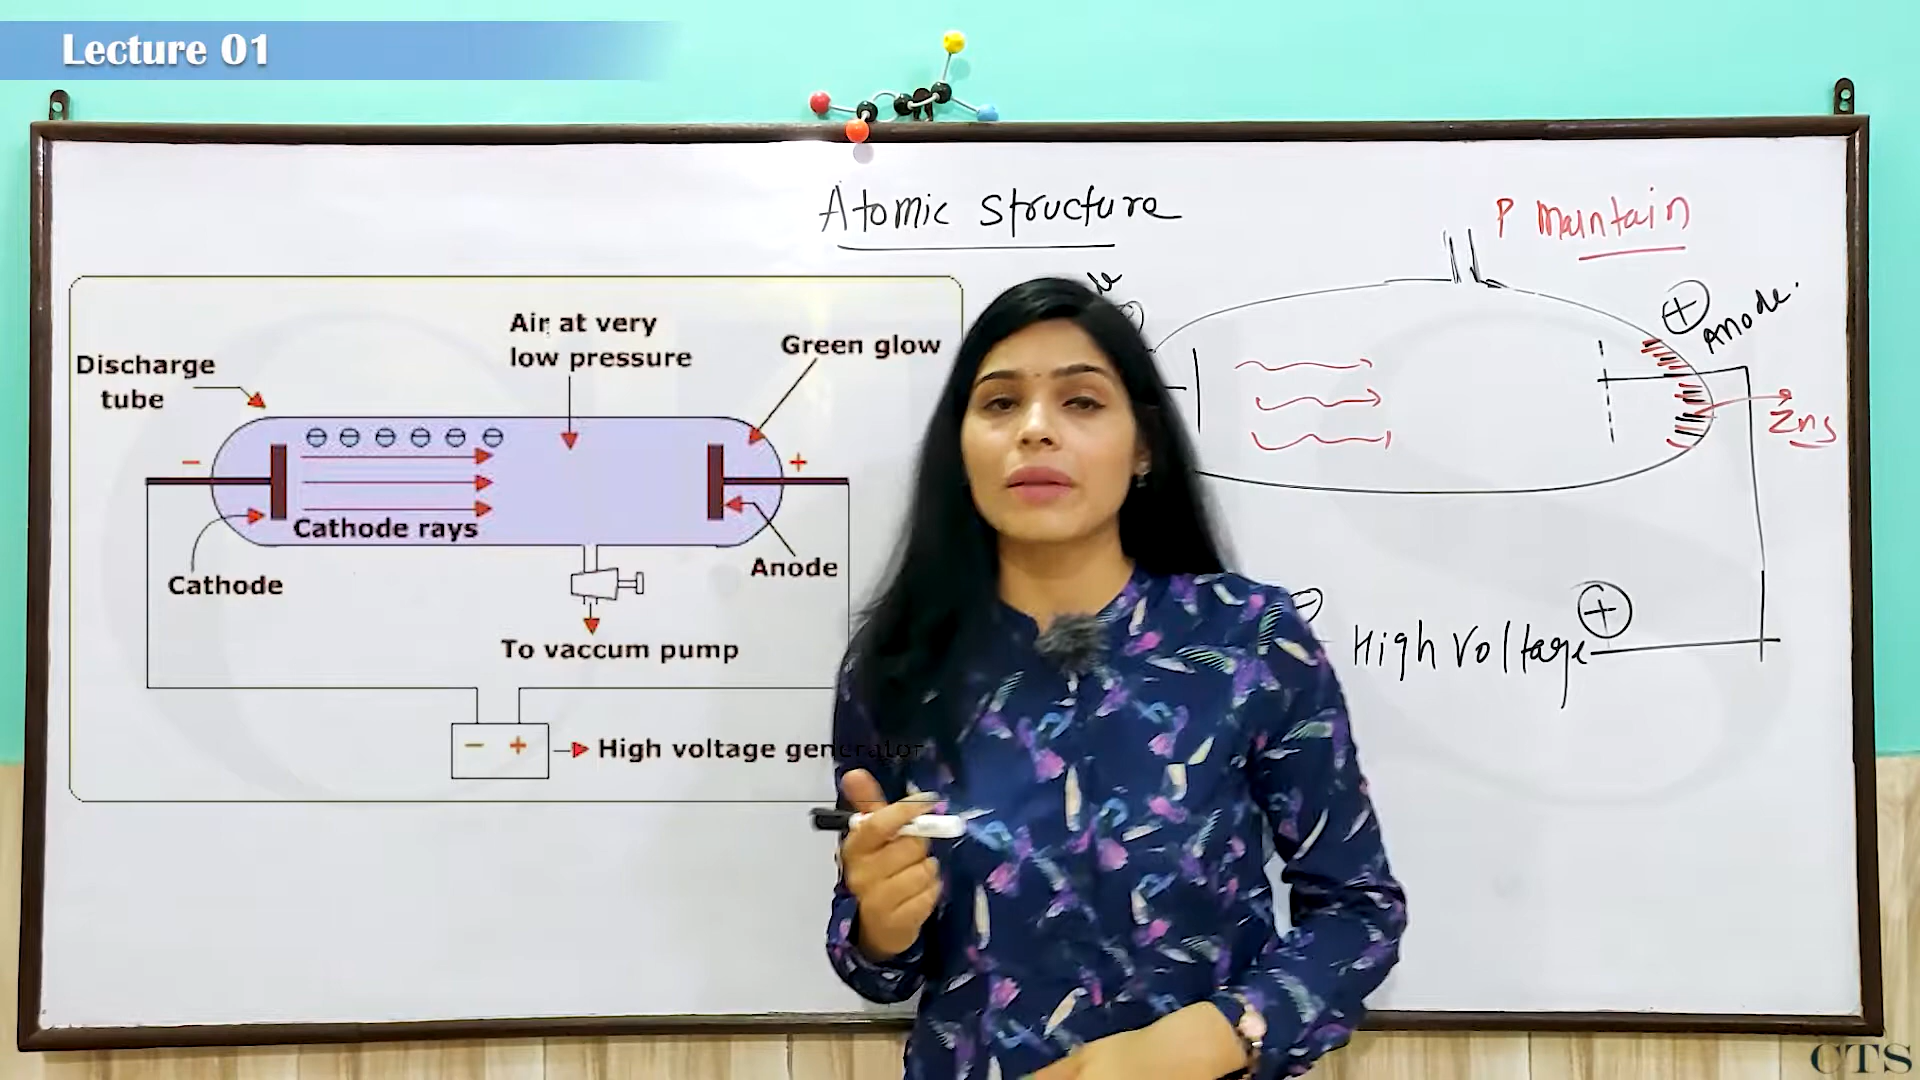 Lecture 01
Atomic structure
P Maintain
Discharge
tube
Air at very
low pressure
Green glow
−
+
Cathode rays
Cathode
Anode
To vaccum pump
− +
High voltage generator
+
Anode.
Zns
High Voltage
+
CTS